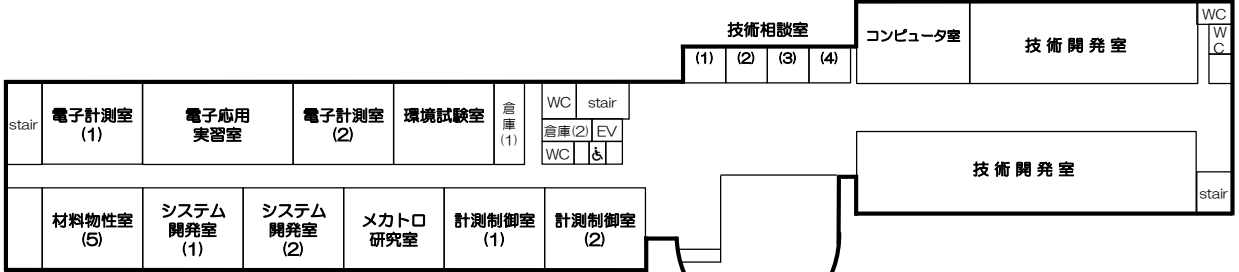 技術相談室
(1)
(2)
(3)
(4)
コンピュータ室
技術開発室
WC
WC
stair
電子計測室
(1)
電子応用
実習室
電子計測室
(2)
環境試験室
倉庫
(1)
WC
stair
倉庫(2)
EV
WC
技術開発室
stair
材料物性室
(5)
システム
開発室
(1)
システム
開発室
(2)
メカトロ
研究室
計測制御室
(1)
計測制御室
(2)